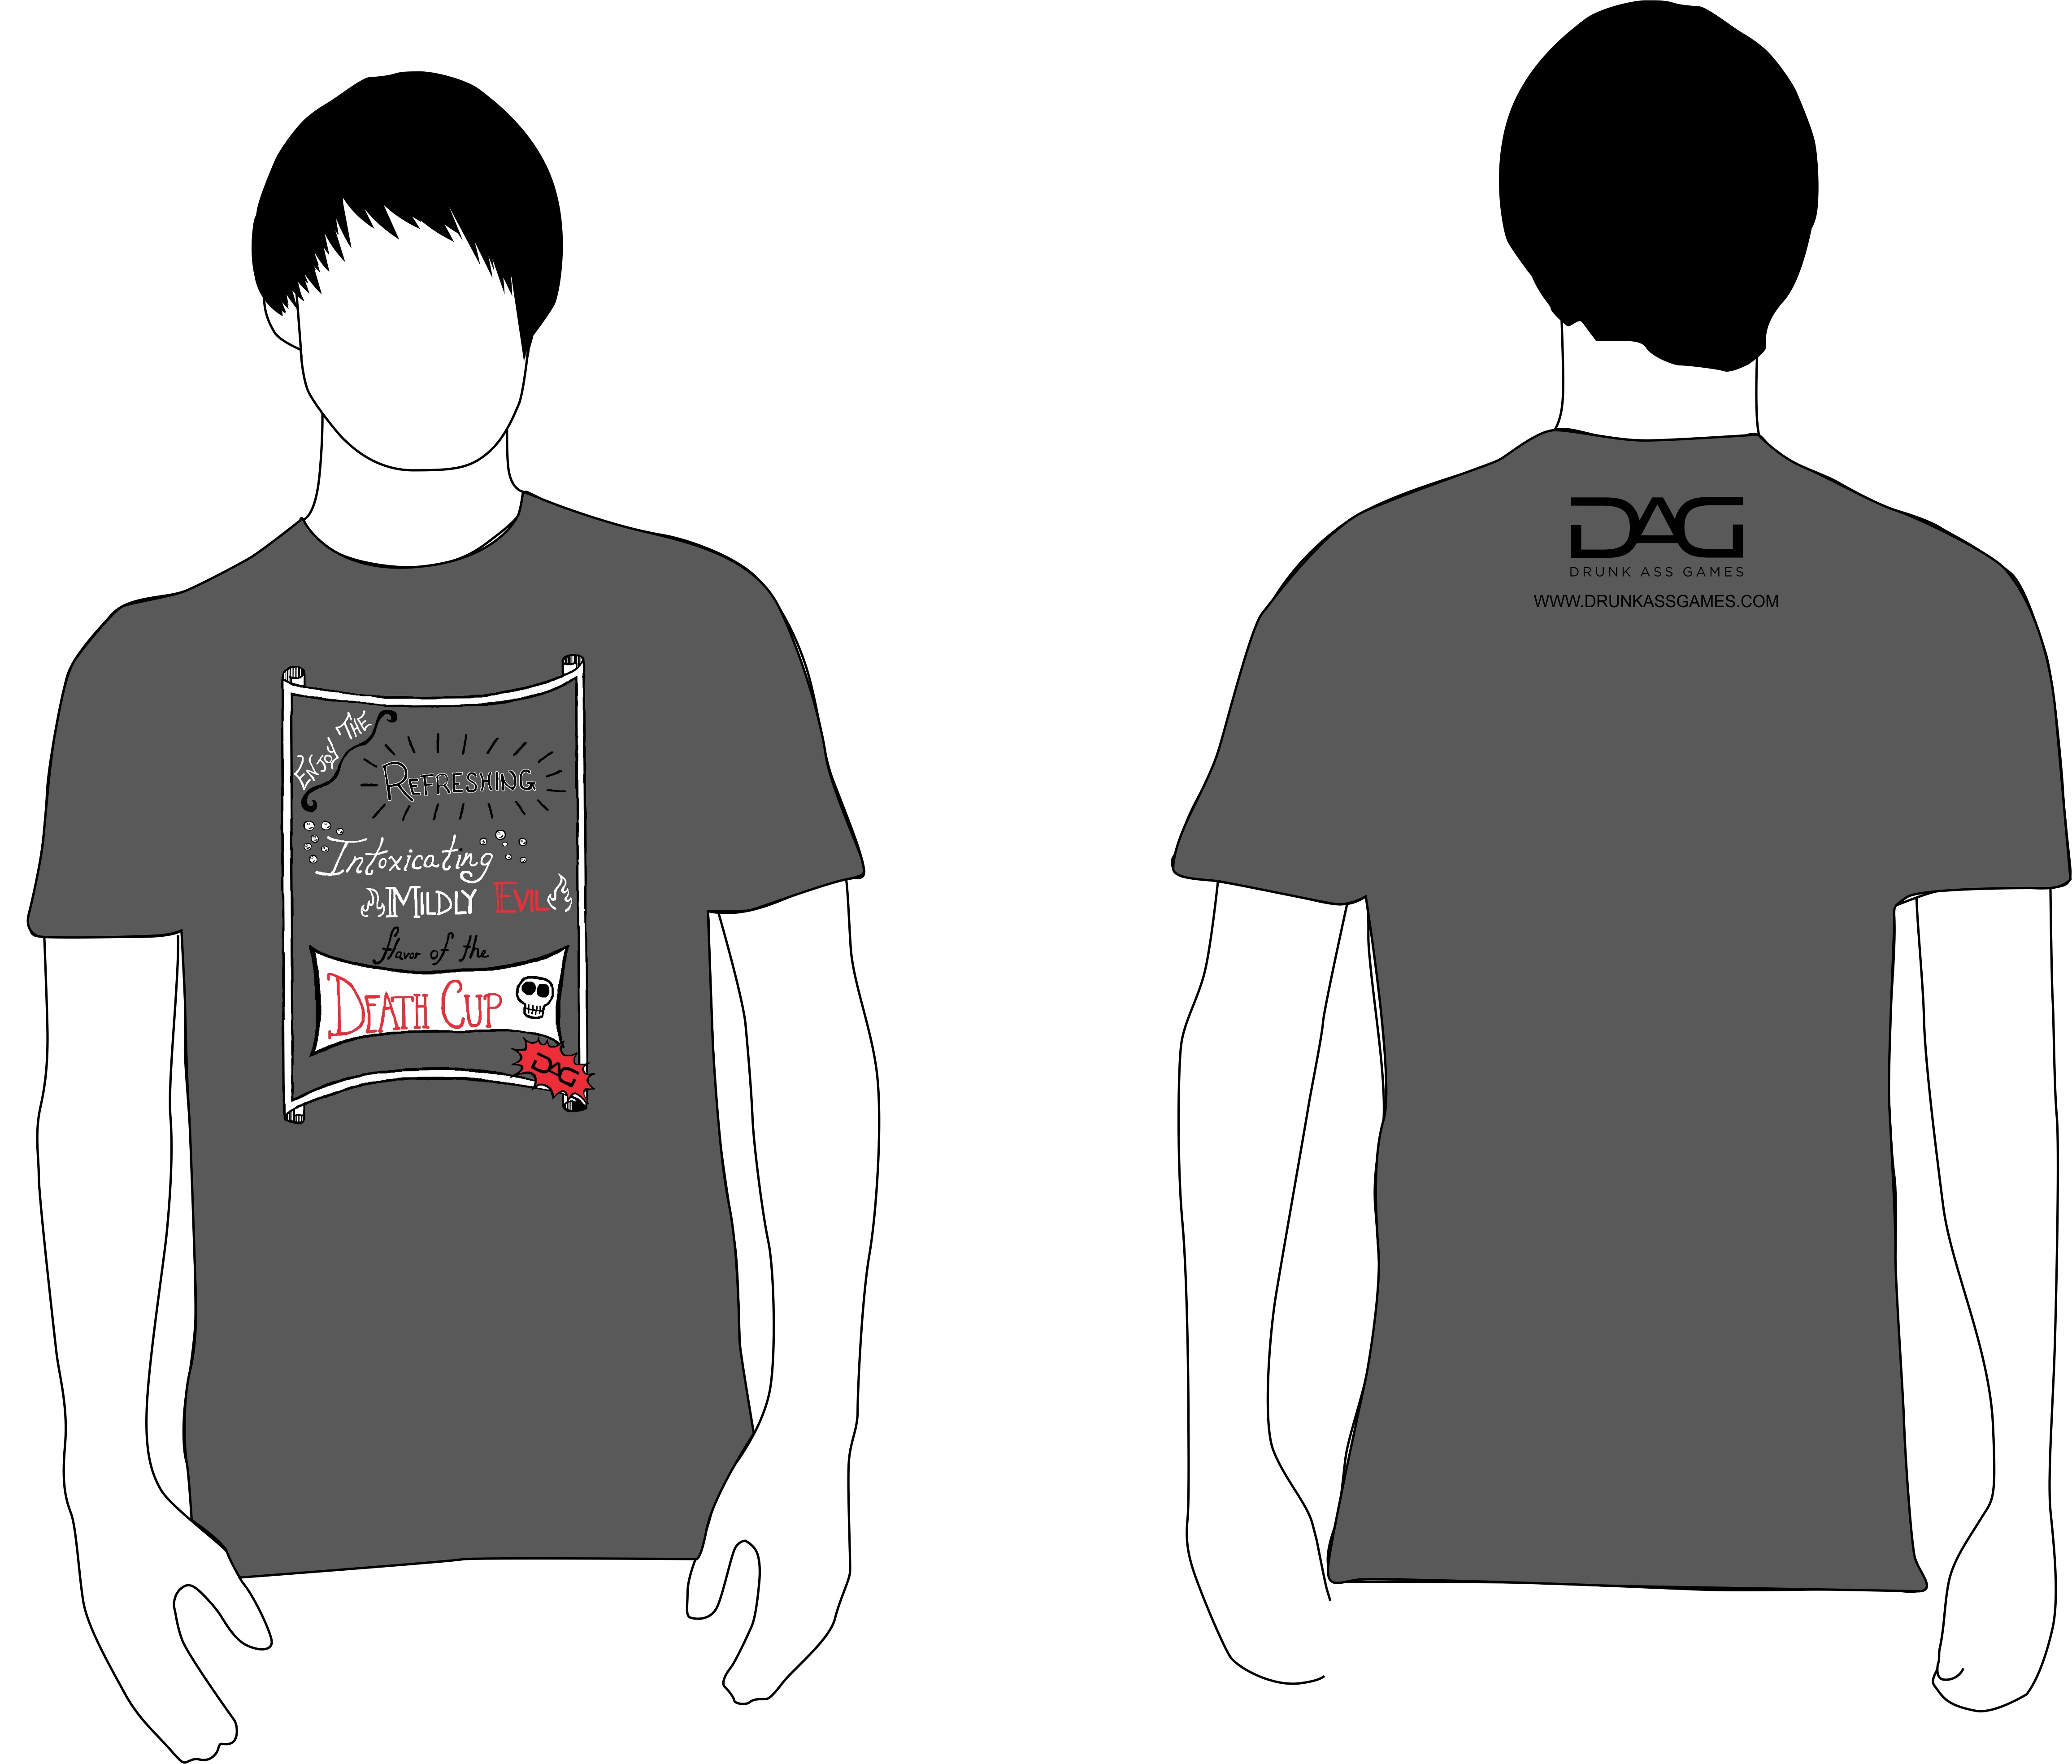 ENJOY THE
REFRESHING
Intoxicating
MILDLY EVIL
flavor of the
DEATH CUP
DAG
DAG
DRUNK ASS GAMES
WWW.DRUNKASSGAMES.COM